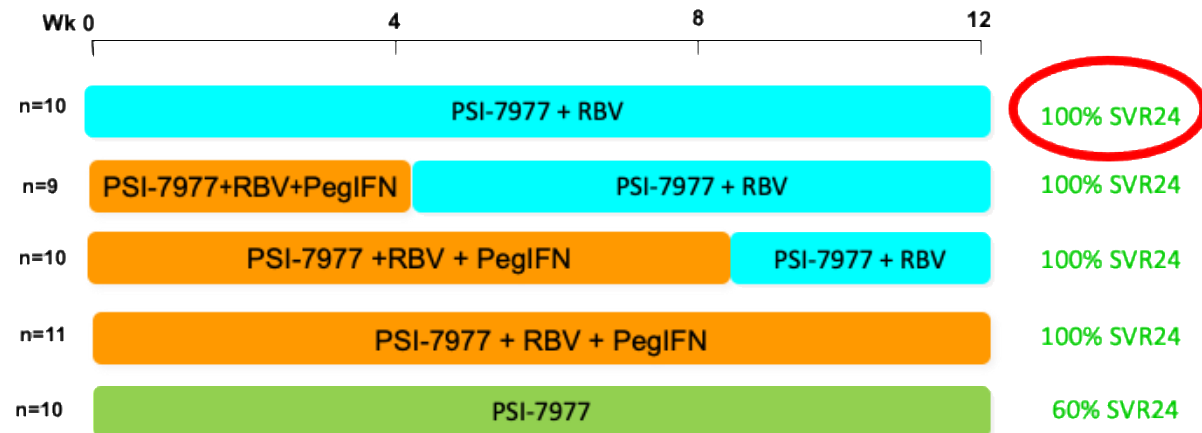 Wk 0 4 8 12
n=10 PSI-7977 + RBV 100% SVR24
n=9 PSI-7977+RBV+PegIFN PSI-7977 + RBV 100% SVR24
n=10 PSI-7977 +RBV + PegIFN PSI-7977 + RBV 100% SVR24
n=11 PSI-7977 + RBV + PegIFN 100% SVR24
n=10 PSI-7977 60% SVR24